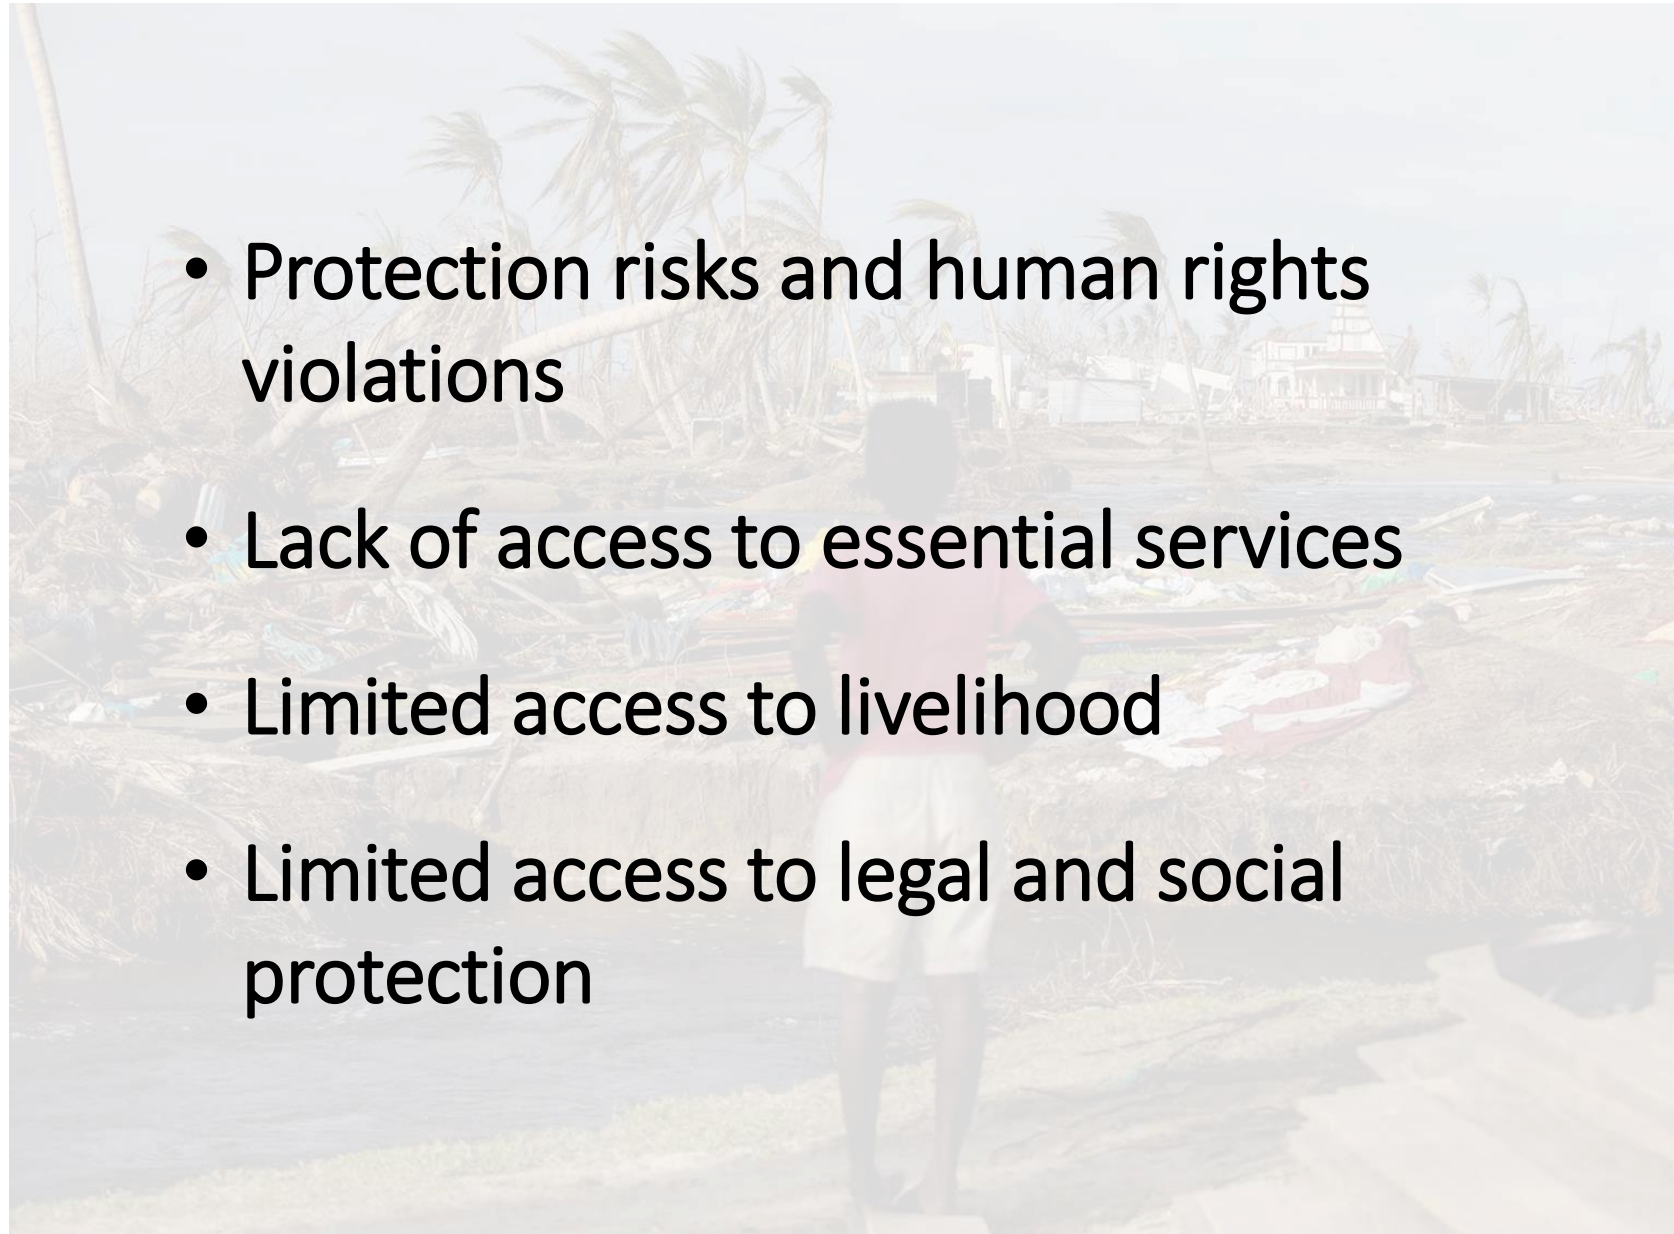 • Protection risks and human rights
violations
• Lack of access to essential services
• Limited access to livelihood
• Limited access to legal and social
protection